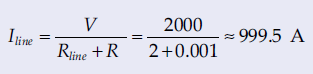 I_line = V / (R_line + R) = 2000 / (2 + 0.001) ≈ 999.5 A